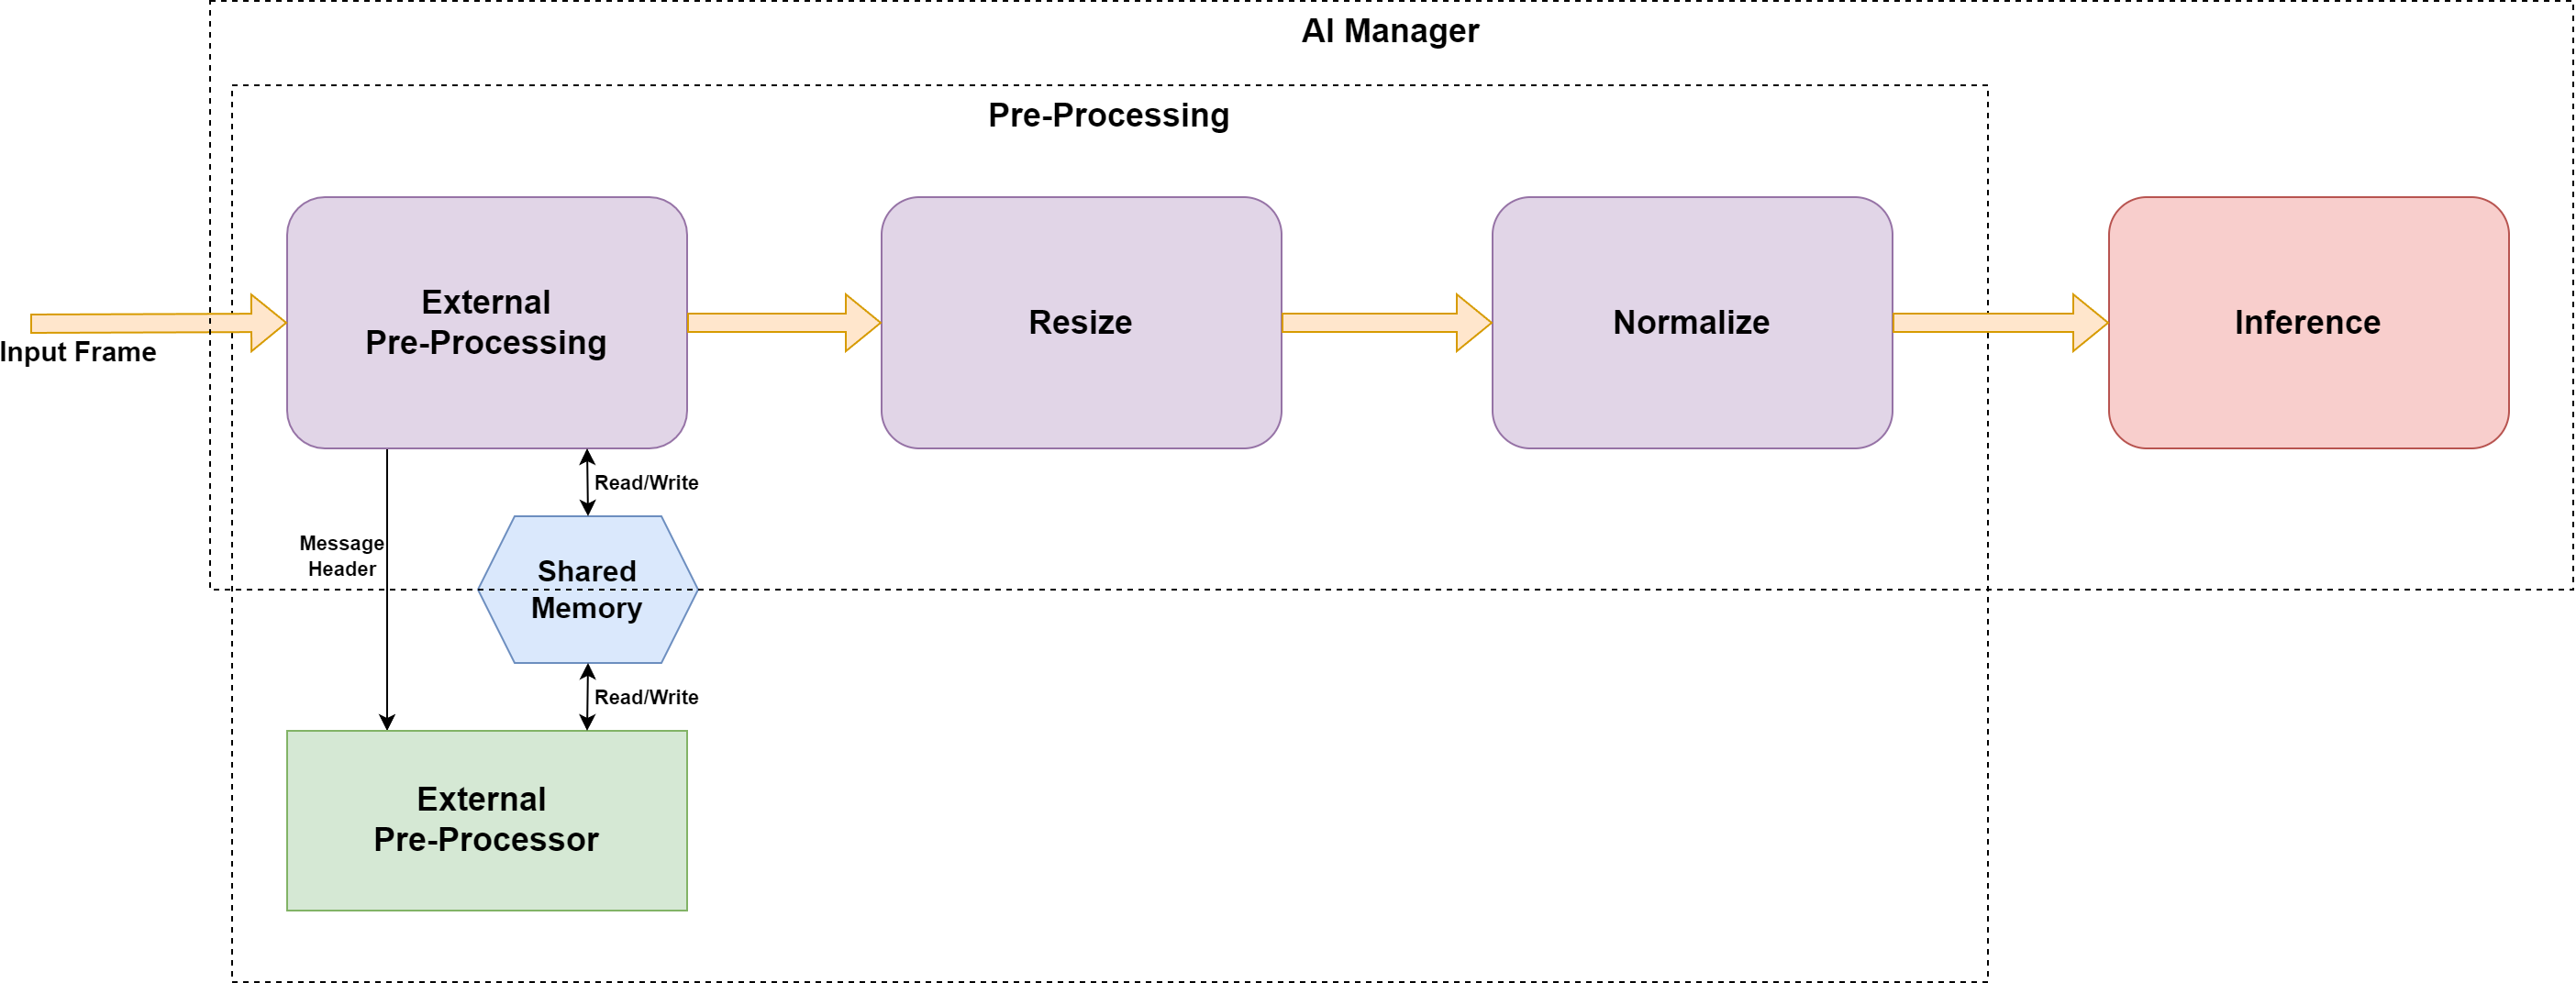 AI Manager
Pre-Processing
External
Pre-Processing
Resize
Normalize
Inference
Input Frame
Read/Write
Message
Header
Shared
Memory
Read/Write
External
Pre-Processor